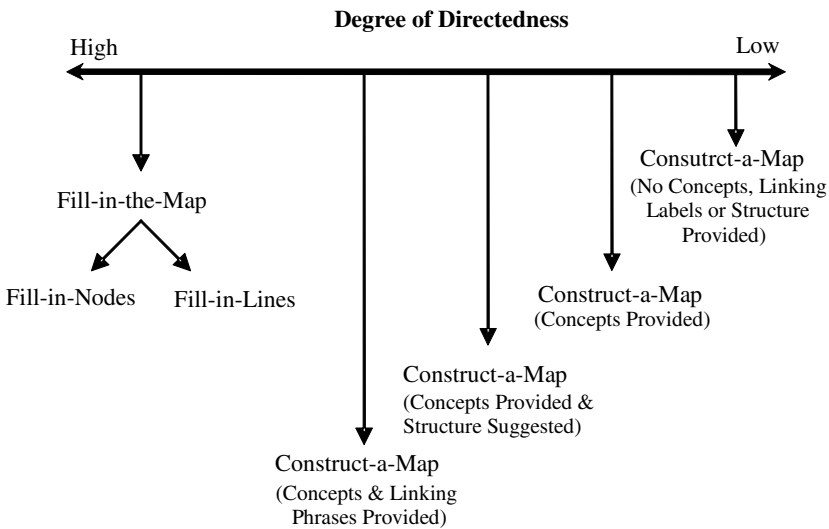 Degree of Directedness
High
Low
Fill-in-the-Map
Fill-in-Nodes
Fill-in-Lines
Construct-a-Map
(Concepts & Linking
Phrases Provided)
Construct-a-Map
(Concepts Provided &
Structure Suggested)
Construct-a-Map
(Concepts Provided)
Consutrct-a-Map
(No Concepts, Linking
Labels or Structure
Provided)